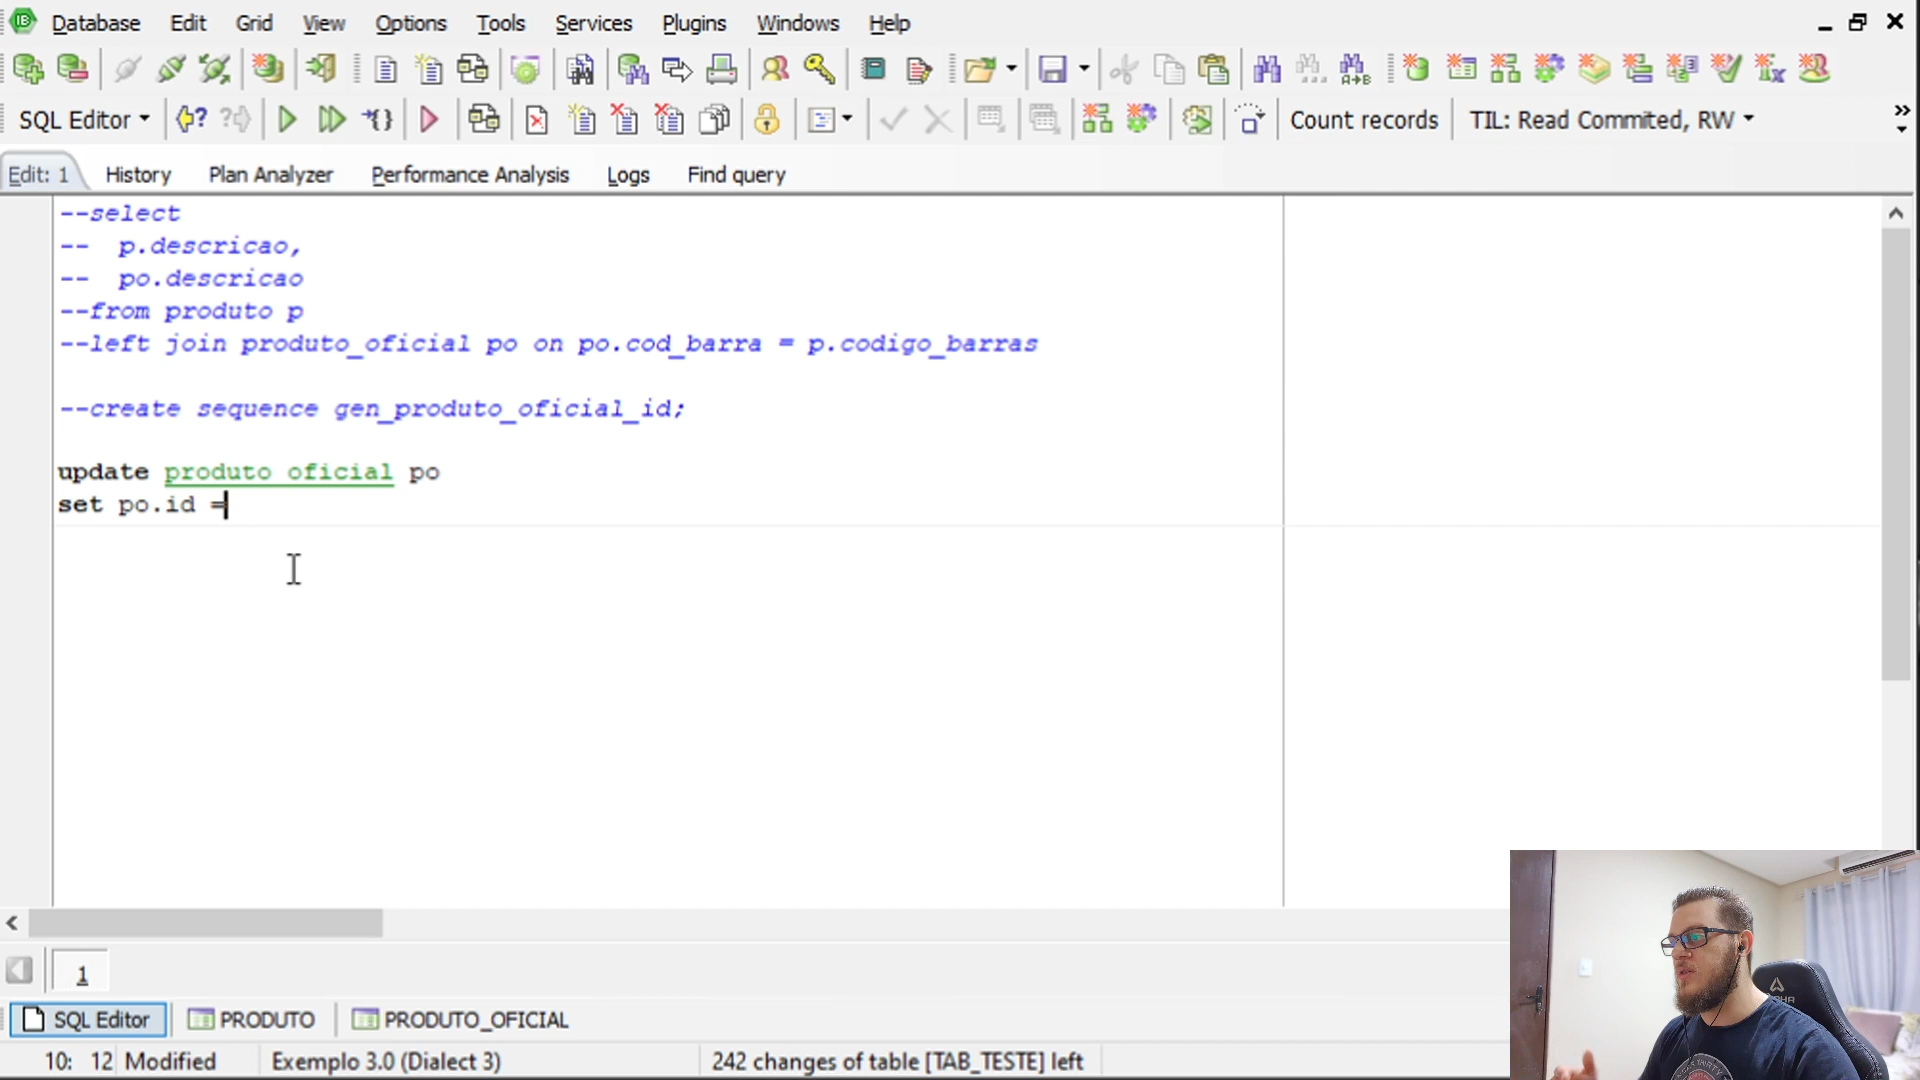 Database Edit Grid View Options Tools Services Plugins Windows Help
SQL Editor Count records TIL: Read Commited, RW
Edit: 1 History Plan Analyzer Performance Analysis Logs Find query
--select
--  p.descricao,
--  po.descricao
--from produto p
--left join produto_oficial po on po.cod_barra = p.codigo_barras
--create sequence gen_produto_oficial_id;
update produto_oficial po
set po.id =
1
SQL Editor PRODUTO PRODUTO_OFICIAL
10: 12 Modified Exemplo 3.0 (Dialect 3) 242 changes of table [TAB_TESTE] left